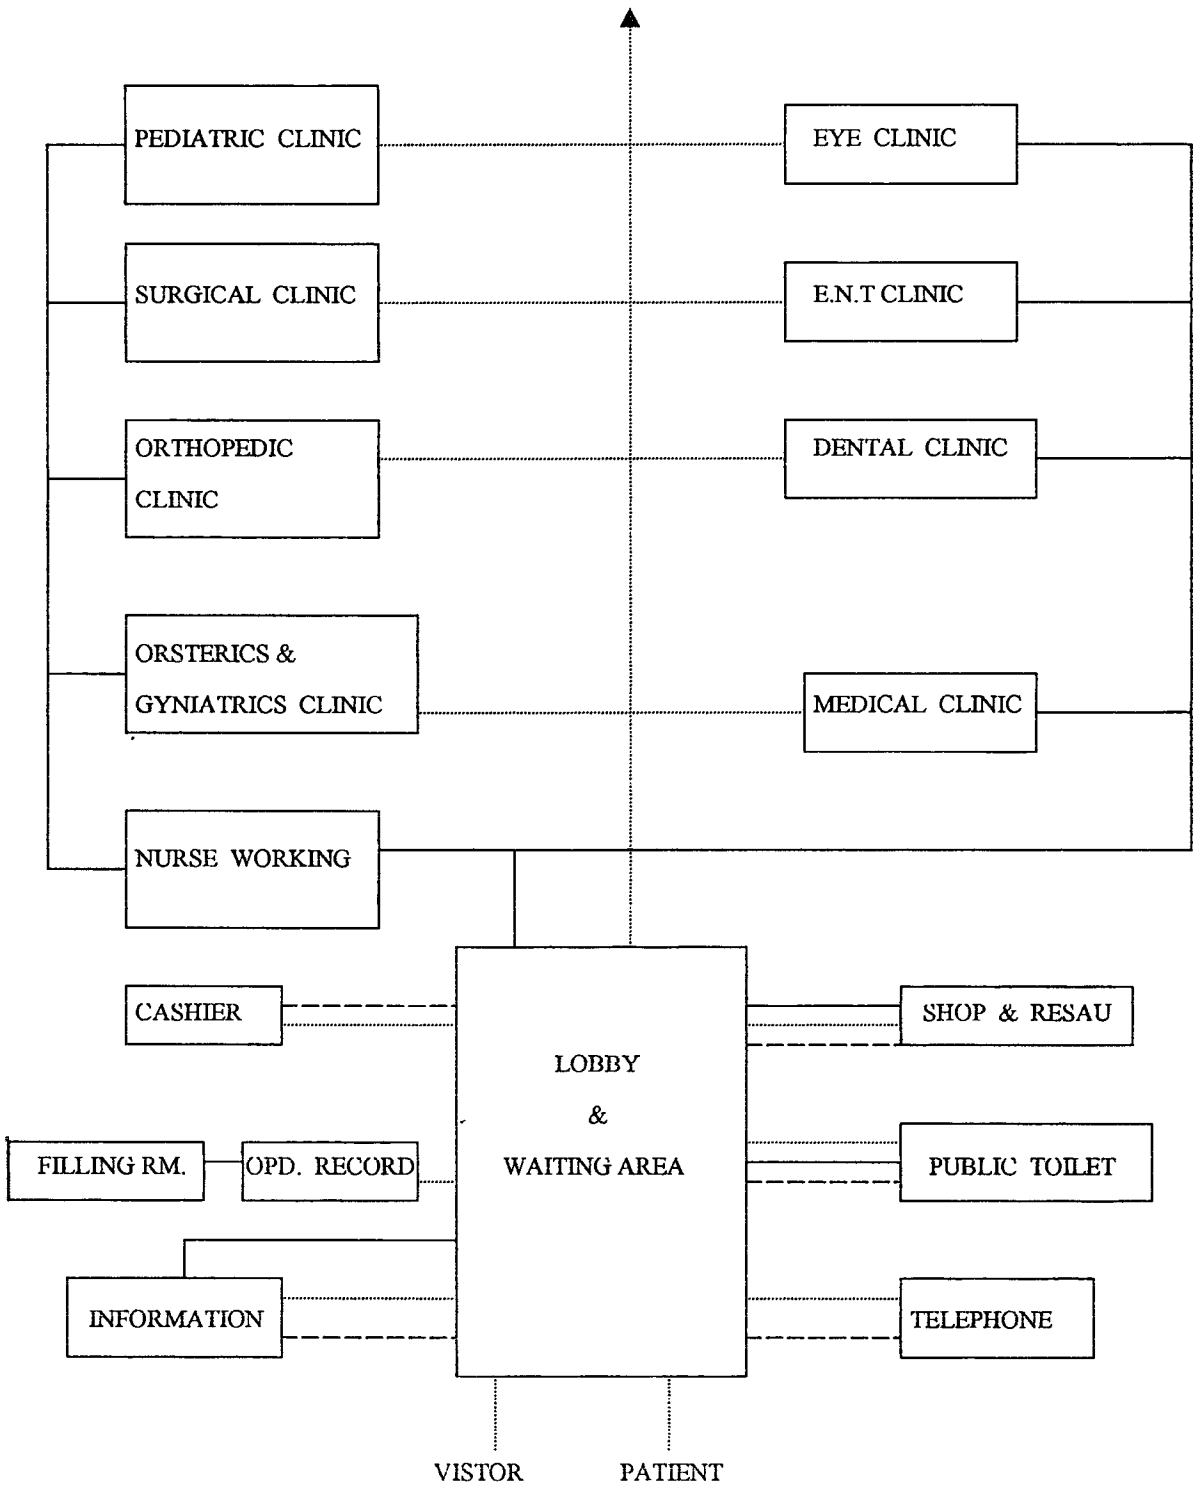 PEDIATRIC CLINIC
EYE CLINIC
SURGICAL CLINIC
E.N.T CLINIC
ORTHOPEDIC
CLINIC
DENTAL CLINIC
ORSTERICS &
GYNIATRICS CLINIC
MEDICAL CLINIC
NURSE WORKING
CASHIER
SHOP & RESAU
LOBBY
&
WAITING AREA
FILLING RM.
OPD. RECORD
PUBLIC TOILET
INFORMATION
TELEPHONE
VISTOR
PATIENT